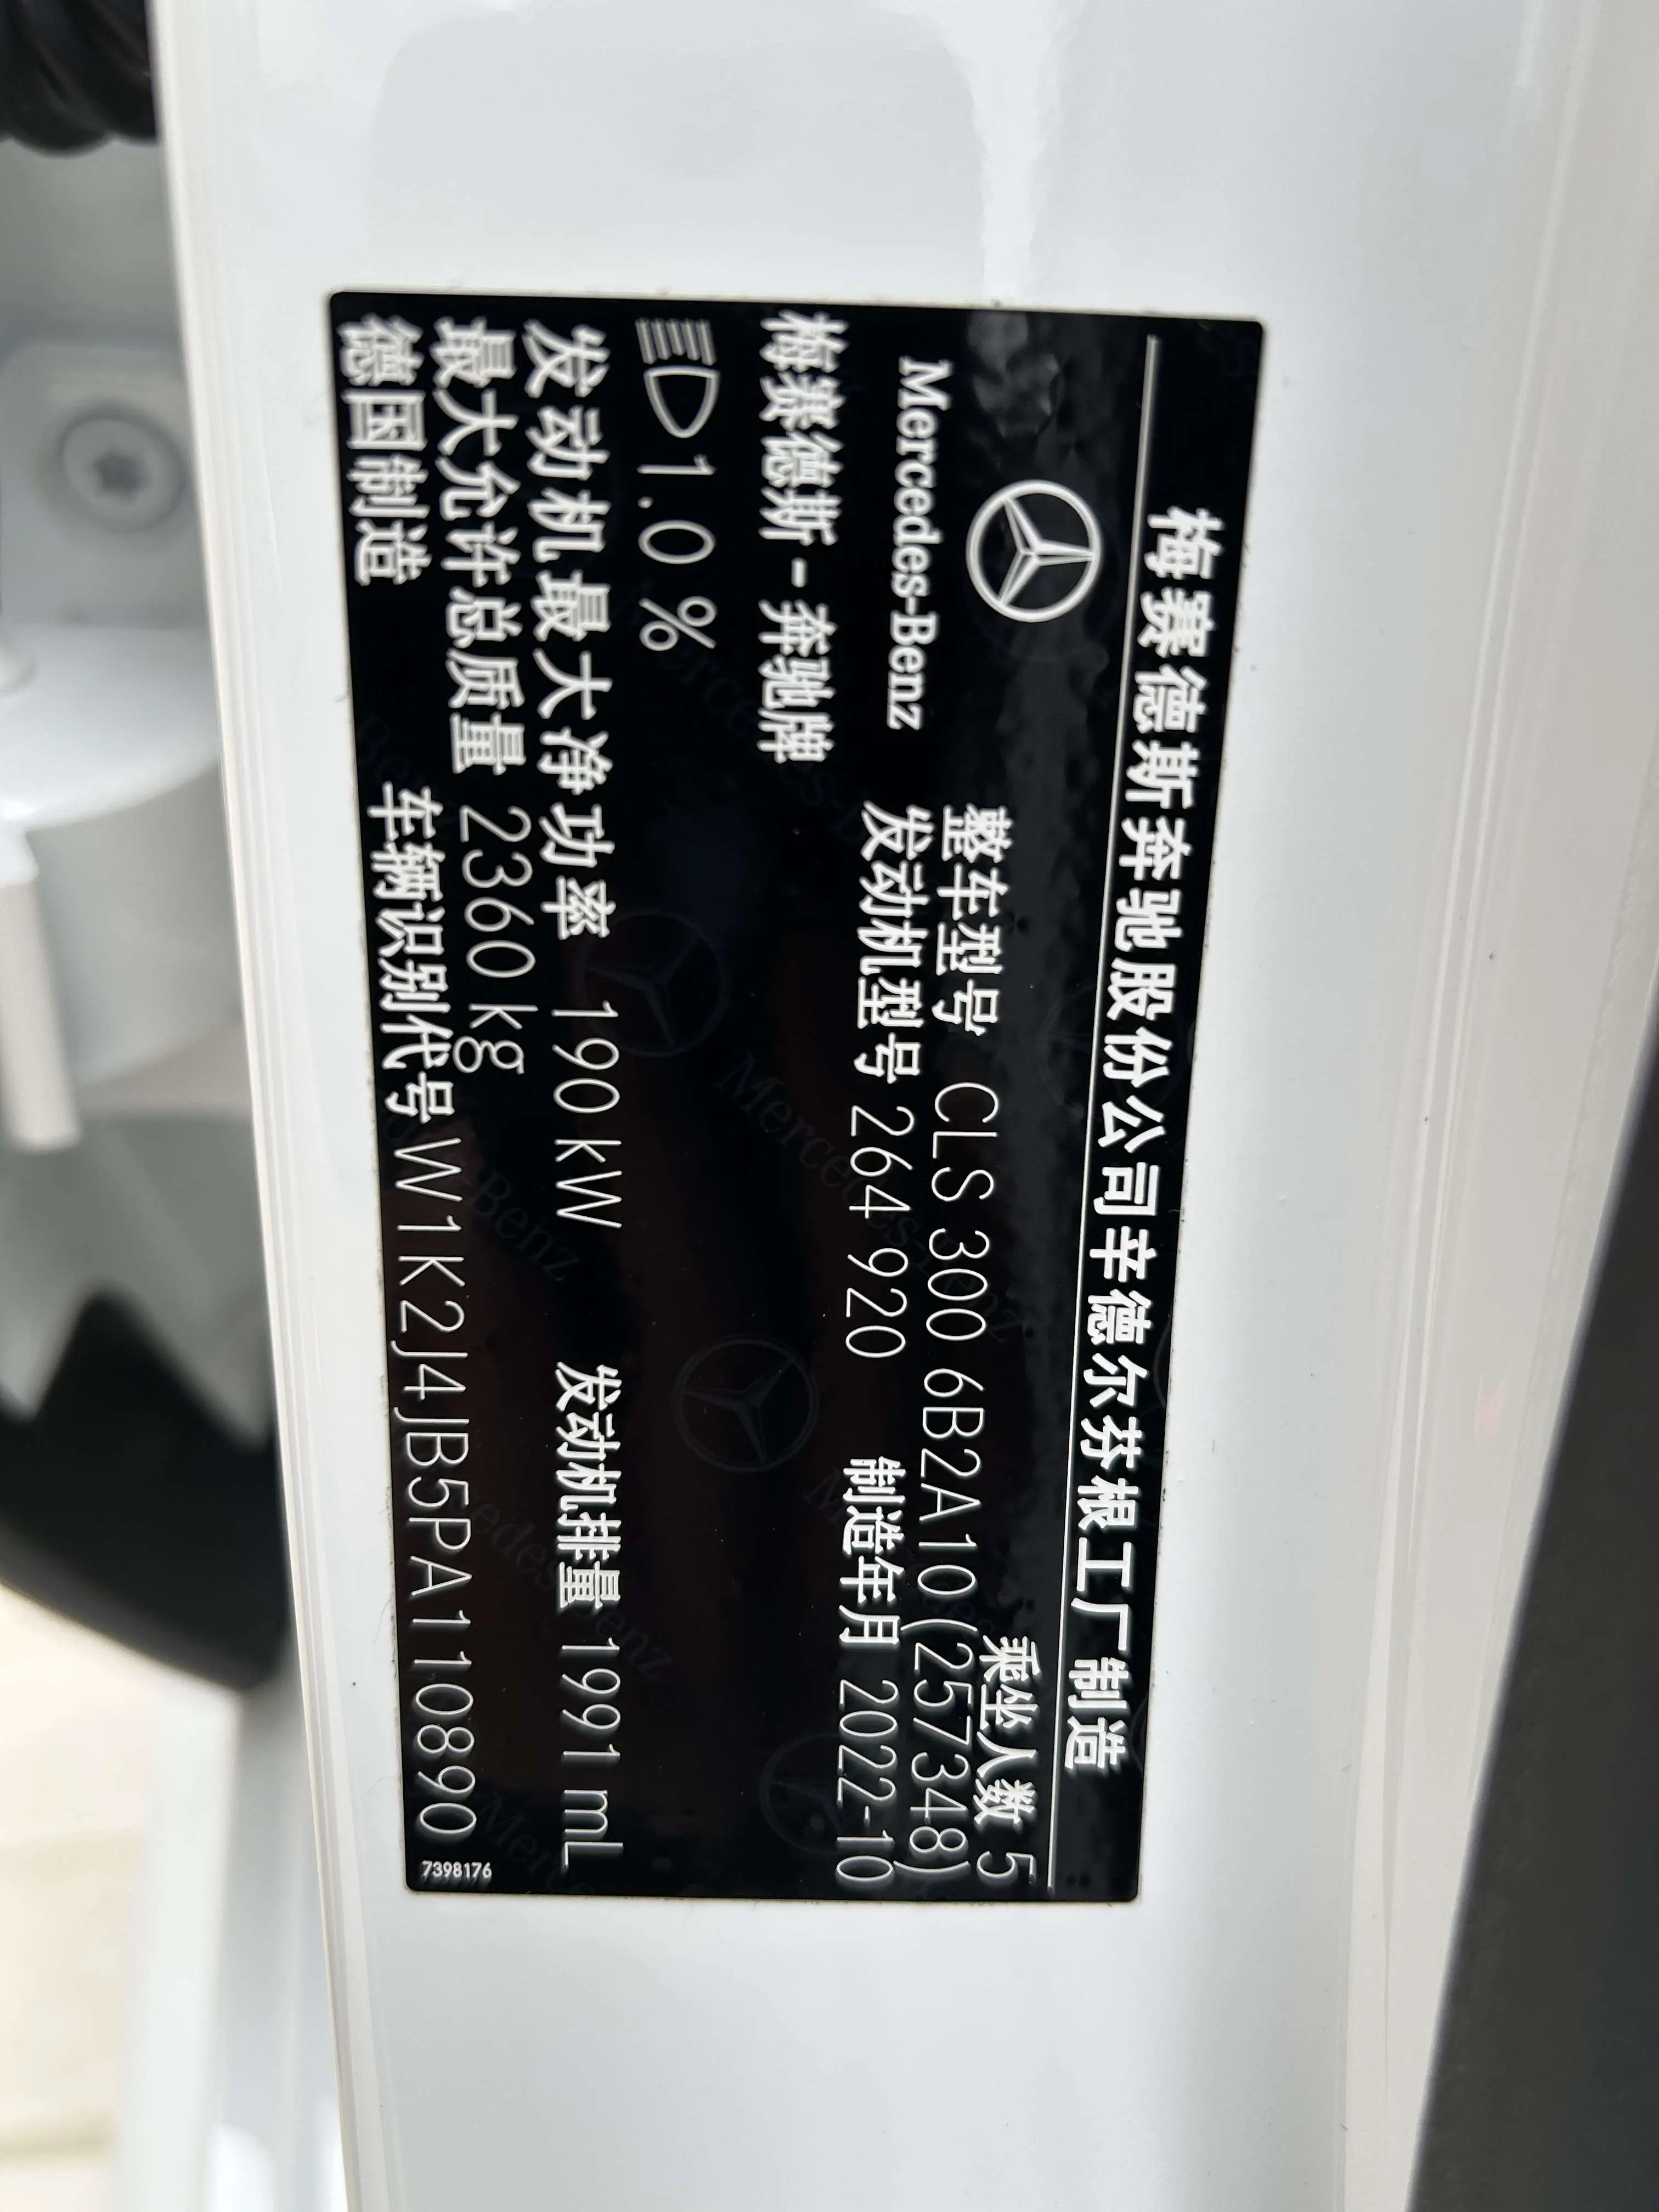 梅赛德斯奔驰股份公司辛德尔芬根工厂制造
Mercedes-Benz
乘坐人数 5
整车型号 CLS 300 6B2A10(257348)
发动机型号 264 920 制造年月 2022-10
梅赛德斯-奔驰牌
1.0 %
发动机最大净功率 190 kW 发动机排量 1991 mL
最大允许总质量 2360 kg
德国制造 车辆识别代号 W1K2J4JB5PA110890
7398176